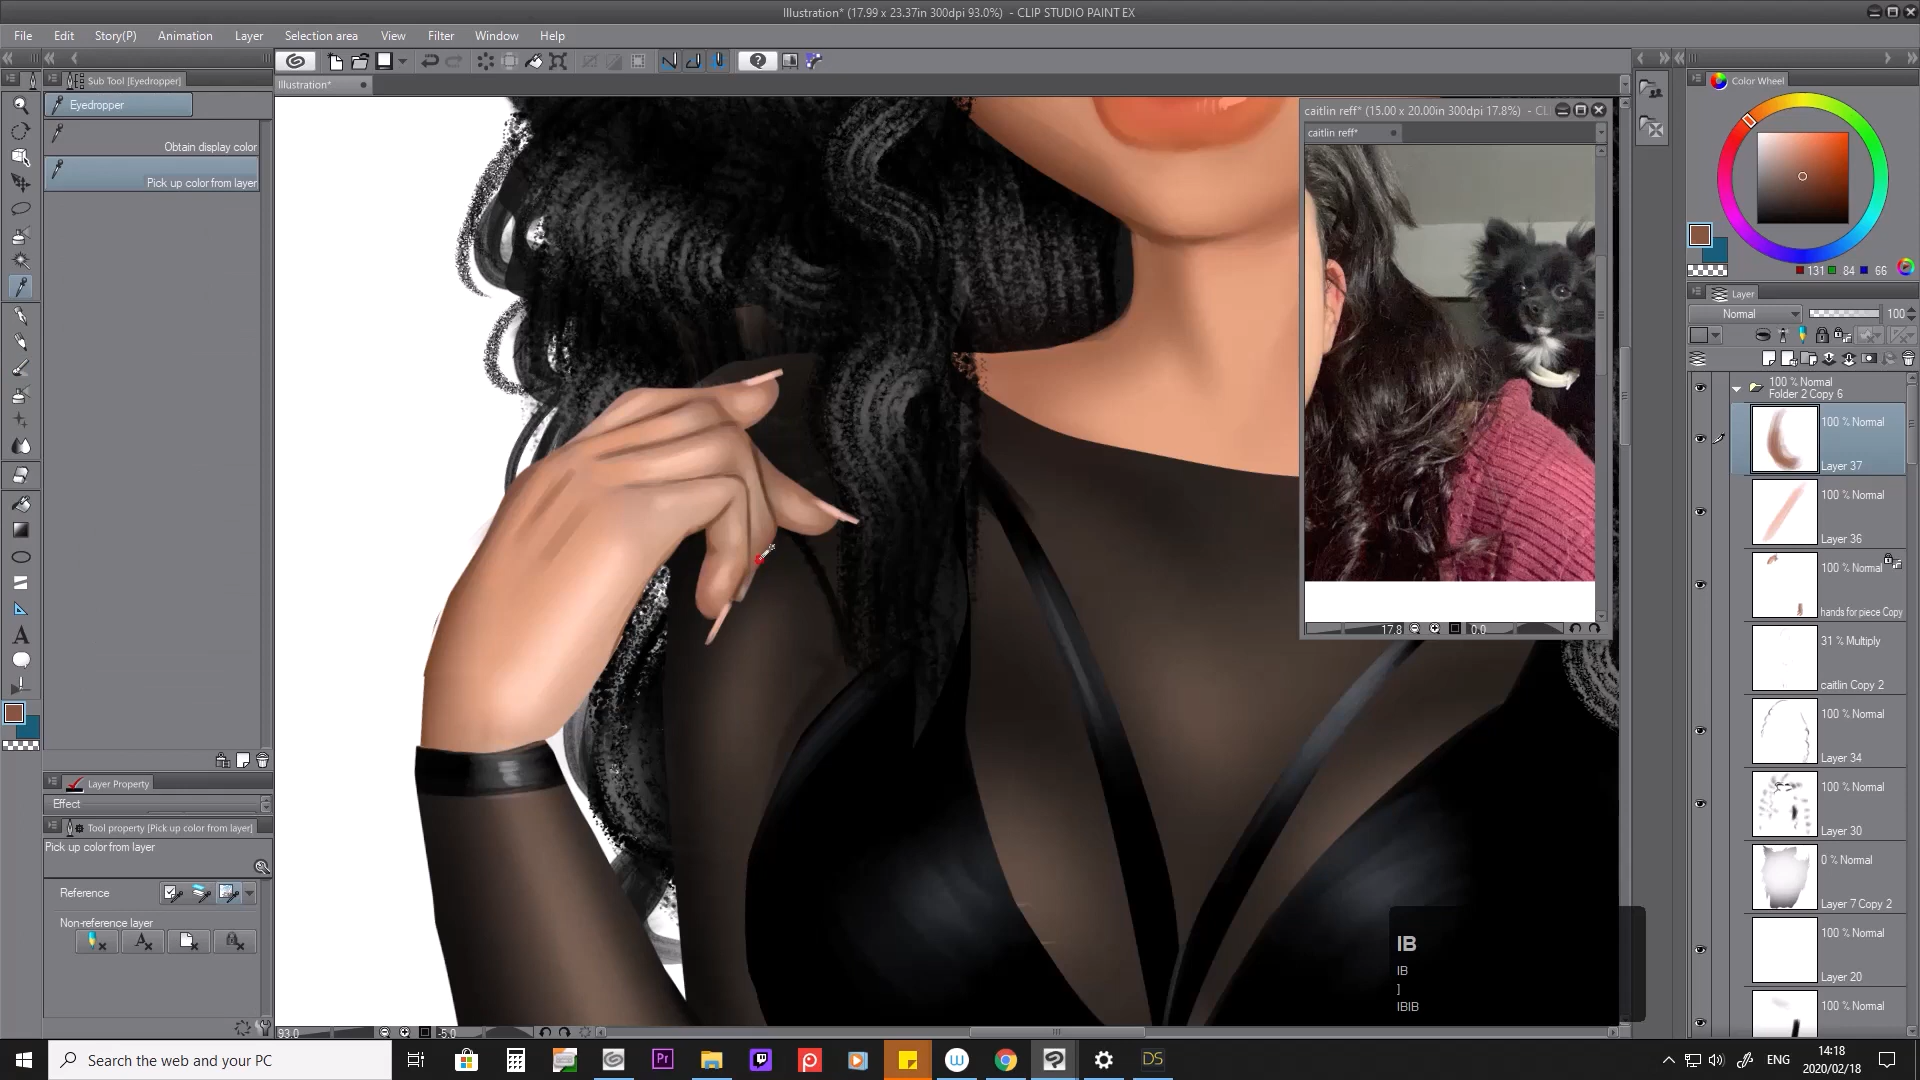 Illustration* (17.99 x 23.37in 300dpi 93.0%) - CLIP STUDIO PAINT EX
File Edit Story(P) Animation Layer Selection area View Filter Window Help
Sub Tool [Eyedropper]
Eyedropper
Obtain display color
Pick up color from layer
Illustration*
caitlin reff* (15.00 x 20.00in 300dpi 17.8%) - CL
caitlin reff*
17.8
0.0
Color Wheel
131 84 66
Layer
Normal
100
100 % Normal
Folder 2 Copy 6
100 % Normal
Layer 37
100 % Normal
Layer 36
100 % Normal
hands for piece Copy
31 % Multiply
caitlin Copy 2
100 % Normal
Layer 34
100 % Normal
Layer 30
0 % Normal
Layer 7 Copy 2
100 % Normal
Layer 20
100 % Normal
Layer Property
Effect
Tool property [Pick up color from layer]
Pick up color from layer
Reference
Non-reference layer
IB
IB
]
IBIB
93.0
-5.0
Search the web and your PC
Pr
DS
ENG
14:18
2020/02/18